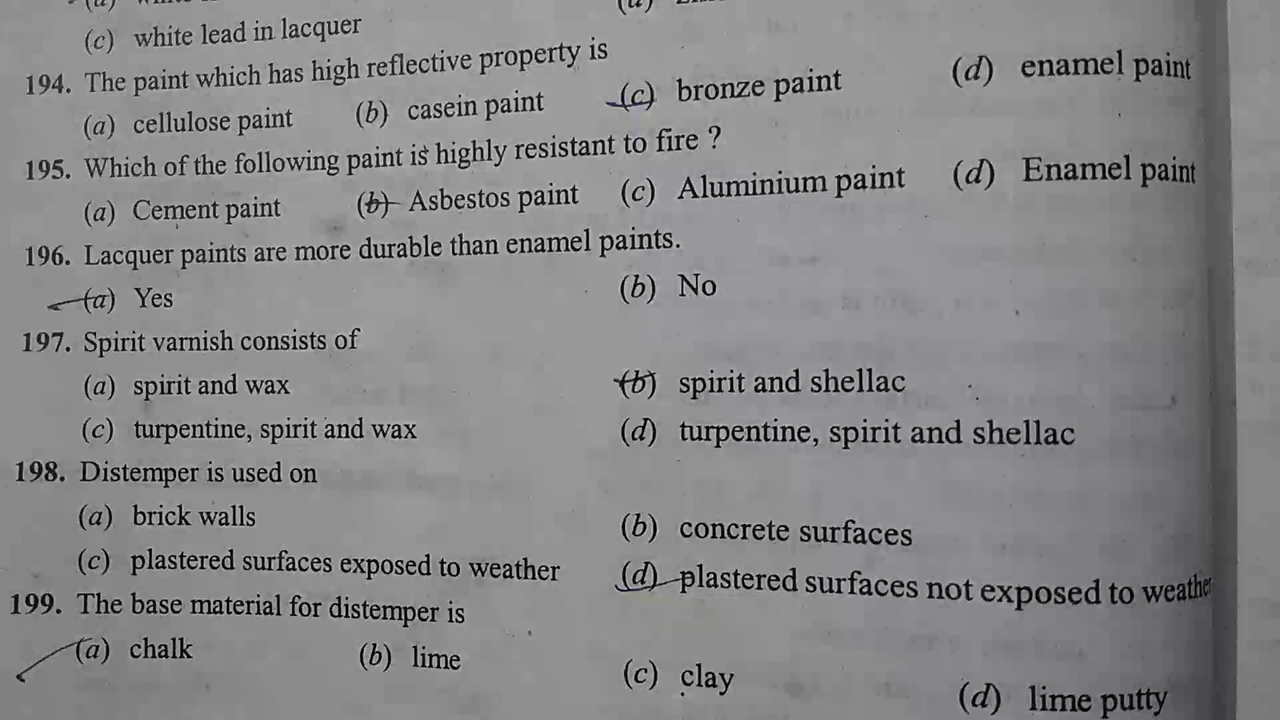 (c) white lead in lacquer
194. The paint which has high reflective property is
(a) cellulose paint (b) casein paint (c) bronze paint (d) enamel paint
195. Which of the following paint is highly resistant to fire ?
(a) Cement paint (b) Asbestos paint (c) Aluminium paint (d) Enamel paint
196. Lacquer paints are more durable than enamel paints.
(a) Yes (b) No
197. Spirit varnish consists of
(a) spirit and wax (b) spirit and shellac
(c) turpentine, spirit and wax (d) turpentine, spirit and shellac
198. Distemper is used on
(a) brick walls (b) concrete surfaces
(c) plastered surfaces exposed to weather (d) plastered surfaces not exposed to weather
199. The base material for distemper is
(a) chalk (b) lime (c) clay (d) lime putty